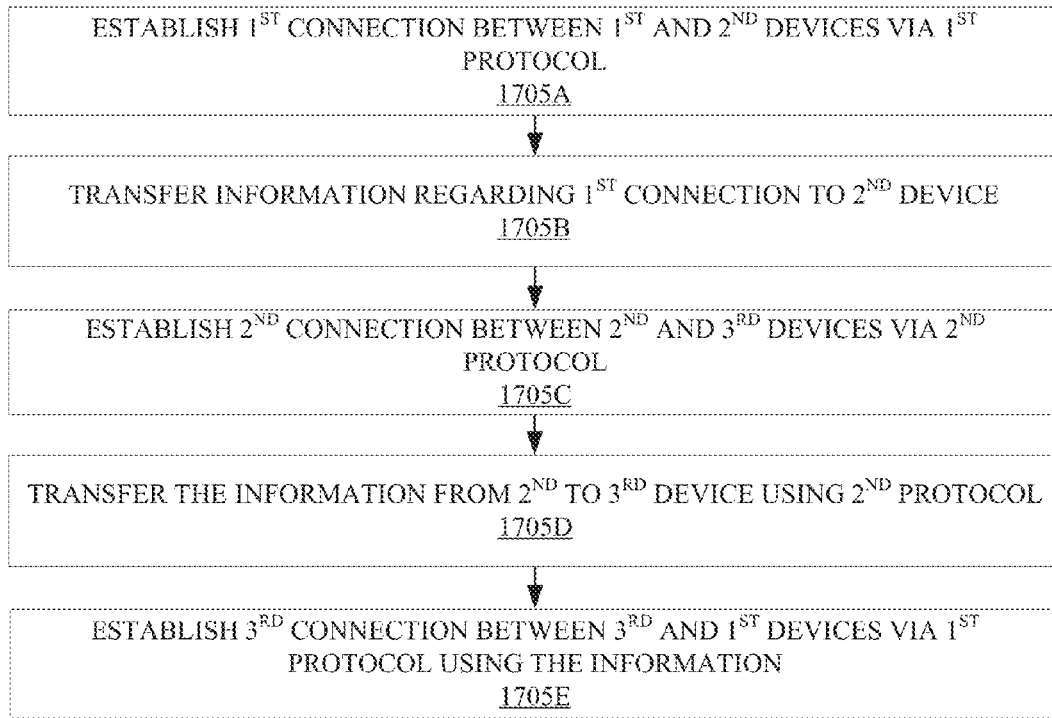 ESTABLISH 1ST CONNECTION BETWEEN 1ST AND 2ND DEVICES VIA 1ST
PROTOCOL
1705A
TRANSFER INFORMATION REGARDING 1ST CONNECTION TO 2ND DEVICE
1705B
ESTABLISH 2ND CONNECTION BETWEEN 2ND AND 3RD DEVICES VIA 2ND
PROTOCOL
1705C
TRANSFER THE INFORMATION FROM 2ND TO 3RD DEVICE USING 2ND PROTOCOL
1705D
ESTABLISH 3RD CONNECTION BETWEEN 3RD AND 1ST DEVICES VIA 1ST
PROTOCOL USING THE INFORMATION
1705E